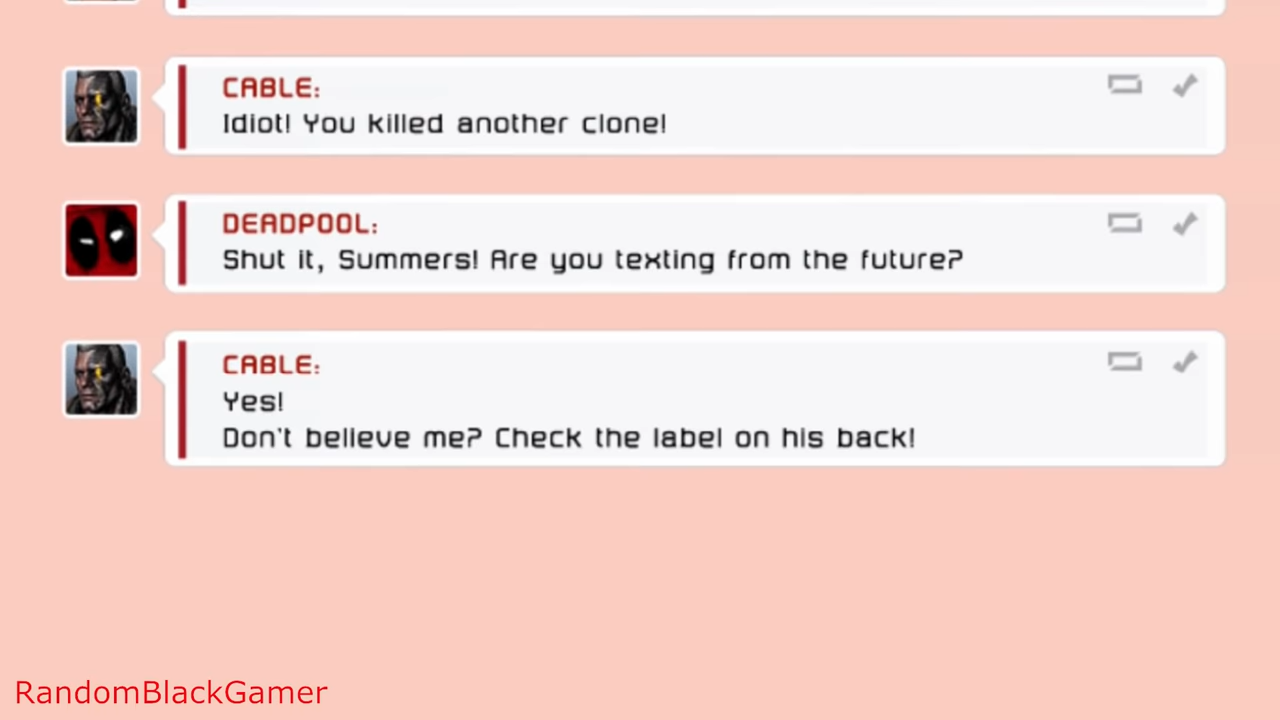 CABLE:
Idiot! You killed another clone!
DEADPOOL:
Shut it, Summers! Are you texting from the future?
CABLE:
Yes!
Don't believe me? Check the label on his back!
RandomBlackGamer